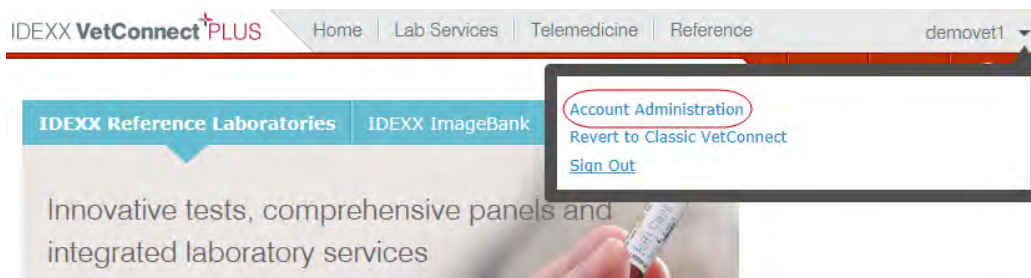 IDEXX VetConnect PLUS Home Lab Services Telemedicine Reference demovet1
Account Administration
IDEXX Reference Laboratories IDEXX ImageBank
Revert to Classic VetConnect
Sign Out
Innovative tests, comprehensive panels and
integrated laboratory services